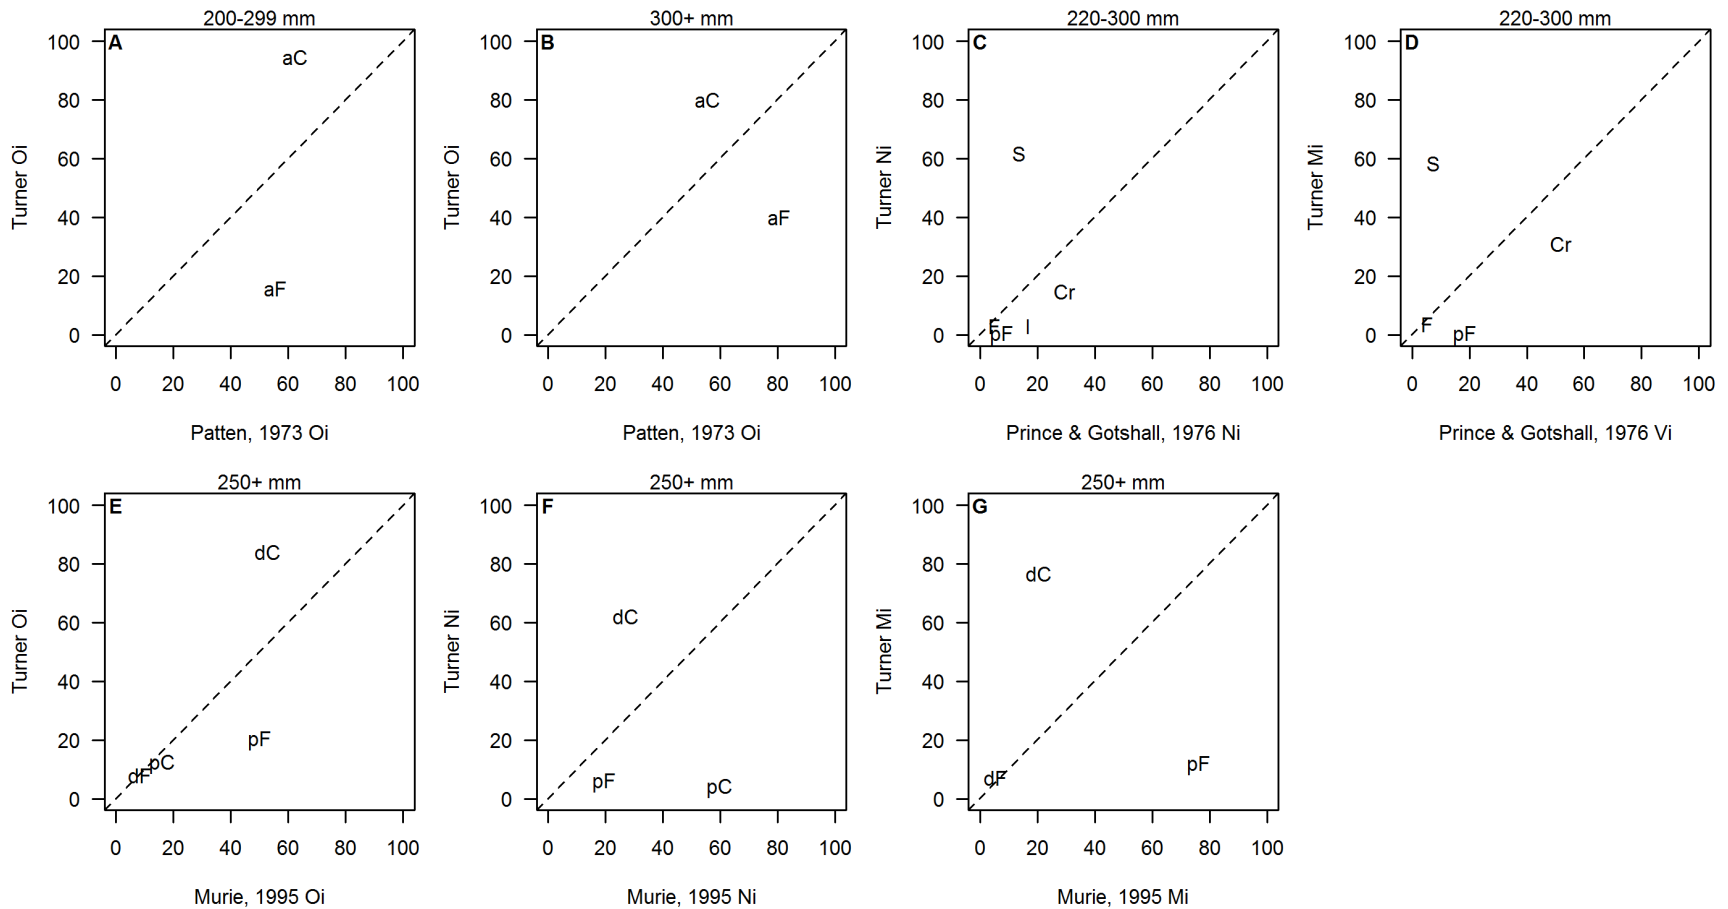 200-299 mm
A
aC
aF
100
80
60
40
20
0
0 20 40 60 80 100
Turner Oi
Patten, 1973 Oi
300+ mm
B
aC
aF
100
80
60
40
20
0
0 20 40 60 80 100
Turner Oi
Patten, 1973 Oi
220-300 mm
C
S
Cr
F
pF
I
100
80
60
40
20
0
0 20 40 60 80 100
Turner Ni
Prince & Gotshall, 1976 Ni
220-300 mm
D
S
Cr
F
pF
100
80
60
40
20
0
0 20 40 60 80 100
Turner Mi
Prince & Gotshall, 1976 Vi
250+ mm
E
dC
pF
pC
dF
100
80
60
40
20
0
0 20 40 60 80 100
Turner Oi
Murie, 1995 Oi
250+ mm
F
dC
pF
pC
100
80
60
40
20
0
0 20 40 60 80 100
Turner Ni
Murie, 1995 Ni
250+ mm
G
dC
pF
dF
100
80
60
40
20
0
0 20 40 60 80 100
Turner Mi
Murie, 1995 Mi